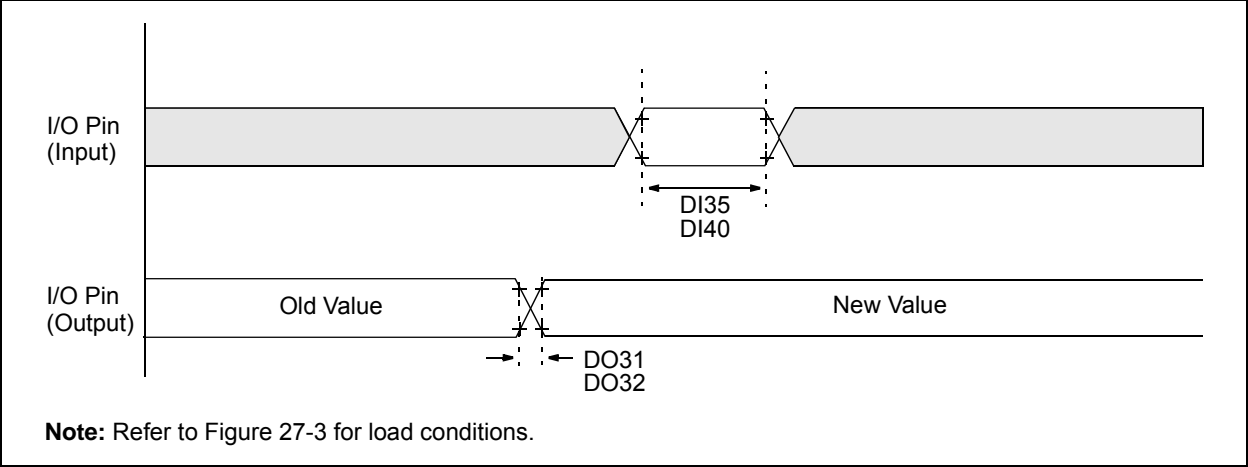 I/O Pin
(Input)
DI35
DI40
I/O Pin
(Output)
Old Value
New Value
DO31
DO32
Note: Refer to Figure 27-3 for load conditions.